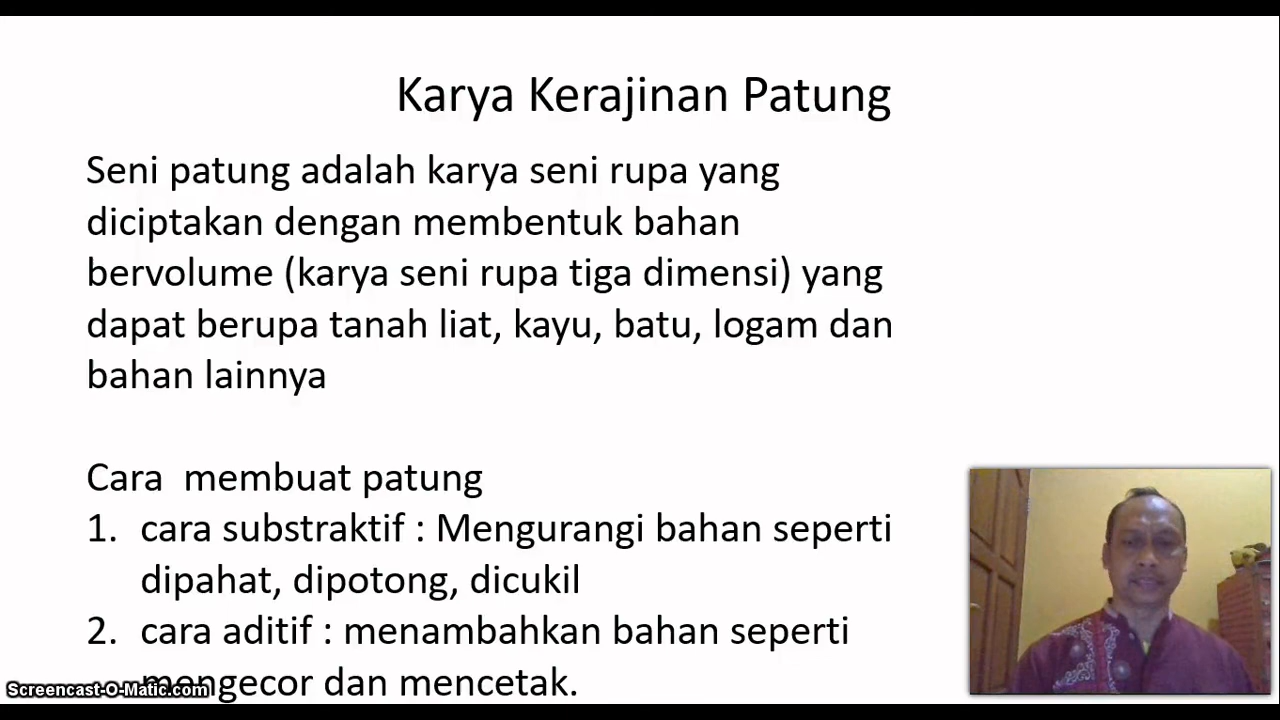 Karya Kerajinan Patung
Seni patung adalah karya seni rupa yang
diciptakan dengan membentuk bahan
bervolume (karya seni rupa tiga dimensi) yang
dapat berupa tanah liat, kayu, batu, logam dan
bahan lainnya
Cara membuat patung
1. cara substraktif : Mengurangi bahan seperti
dipahat, dipotong, dicukil
2. cara aditif : menambahkan bahan seperti
mengecor dan mencetak.
Screencast-O-Matic.com